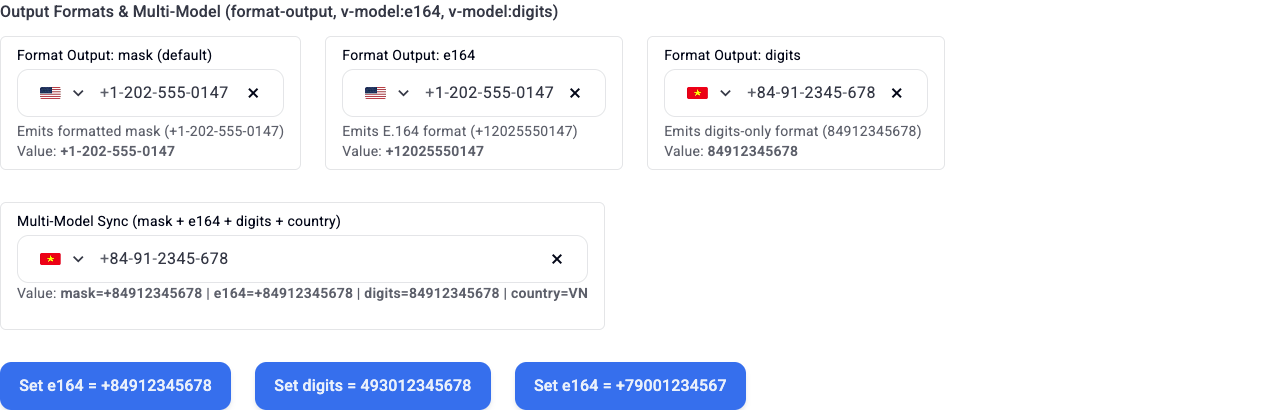 Output Formats & Multi-Model (format-output, v-model:e164, v-model:digits)
Format Output: mask (default)
+1-202-555-0147
Emits formatted mask (+1-202-555-0147)
Value: +1-202-555-0147
Format Output: e164
+1-202-555-0147
Emits E.164 format (+12025550147)
Value: +12025550147
Format Output: digits
+84-91-2345-678
Emits digits-only format (84912345678)
Value: 84912345678
Multi-Model Sync (mask + e164 + digits + country)
+84-91-2345-678
Value: mask=+84912345678 | e164=+84912345678 | digits=84912345678 | country=VN
Set e164 = +84912345678
Set digits = 493012345678
Set e164 = +79001234567